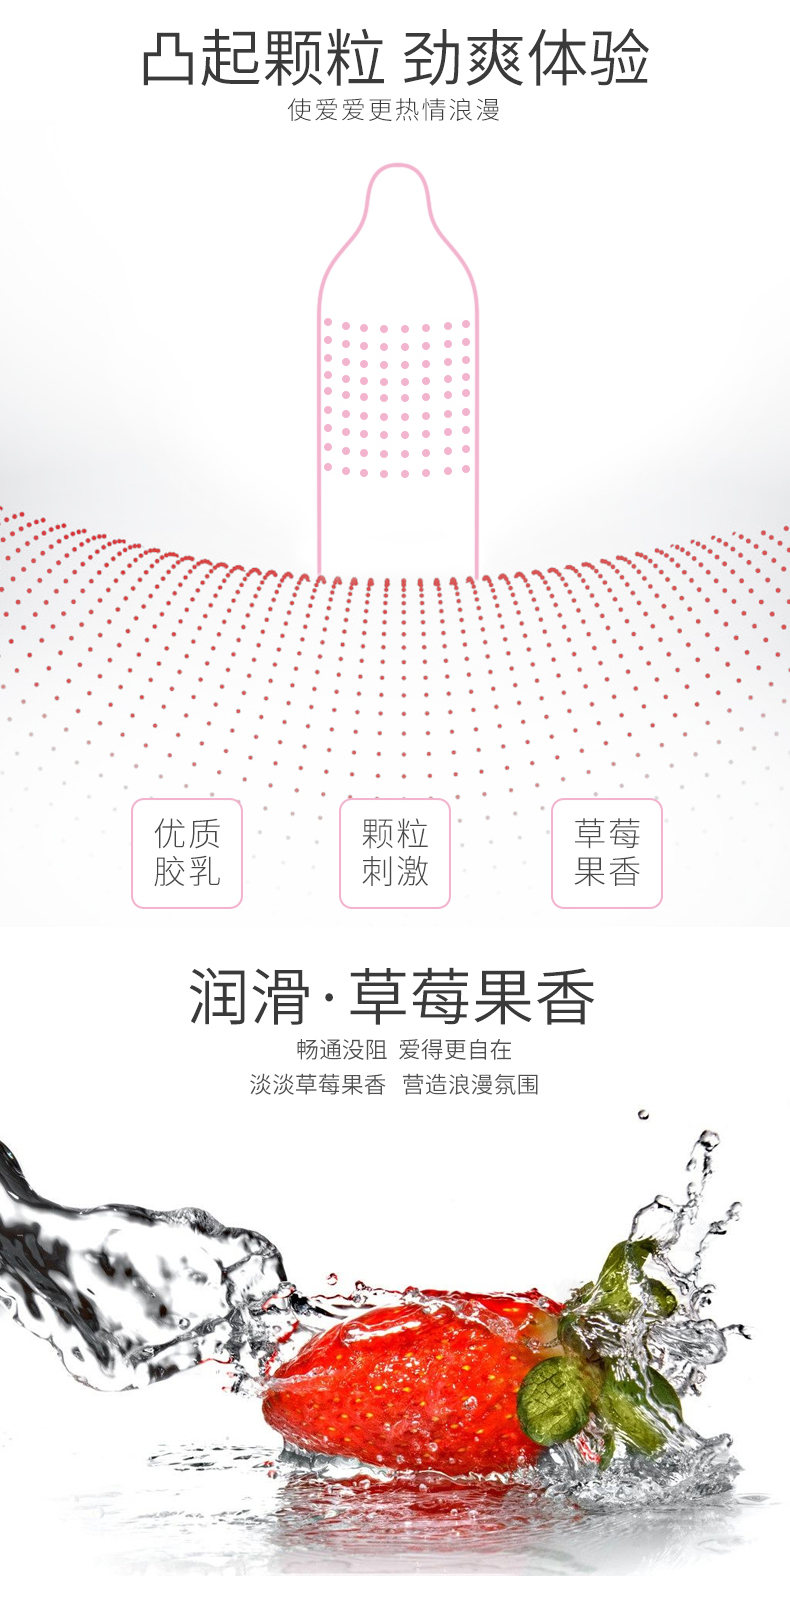 凸起颗粒 劲爽体验
使爱爱更热情浪漫
优质
胶乳
颗粒
刺激
草莓
果香
润滑·草莓果香
畅通没阻 爱得更自在
淡淡草莓果香 营造浪漫氛围